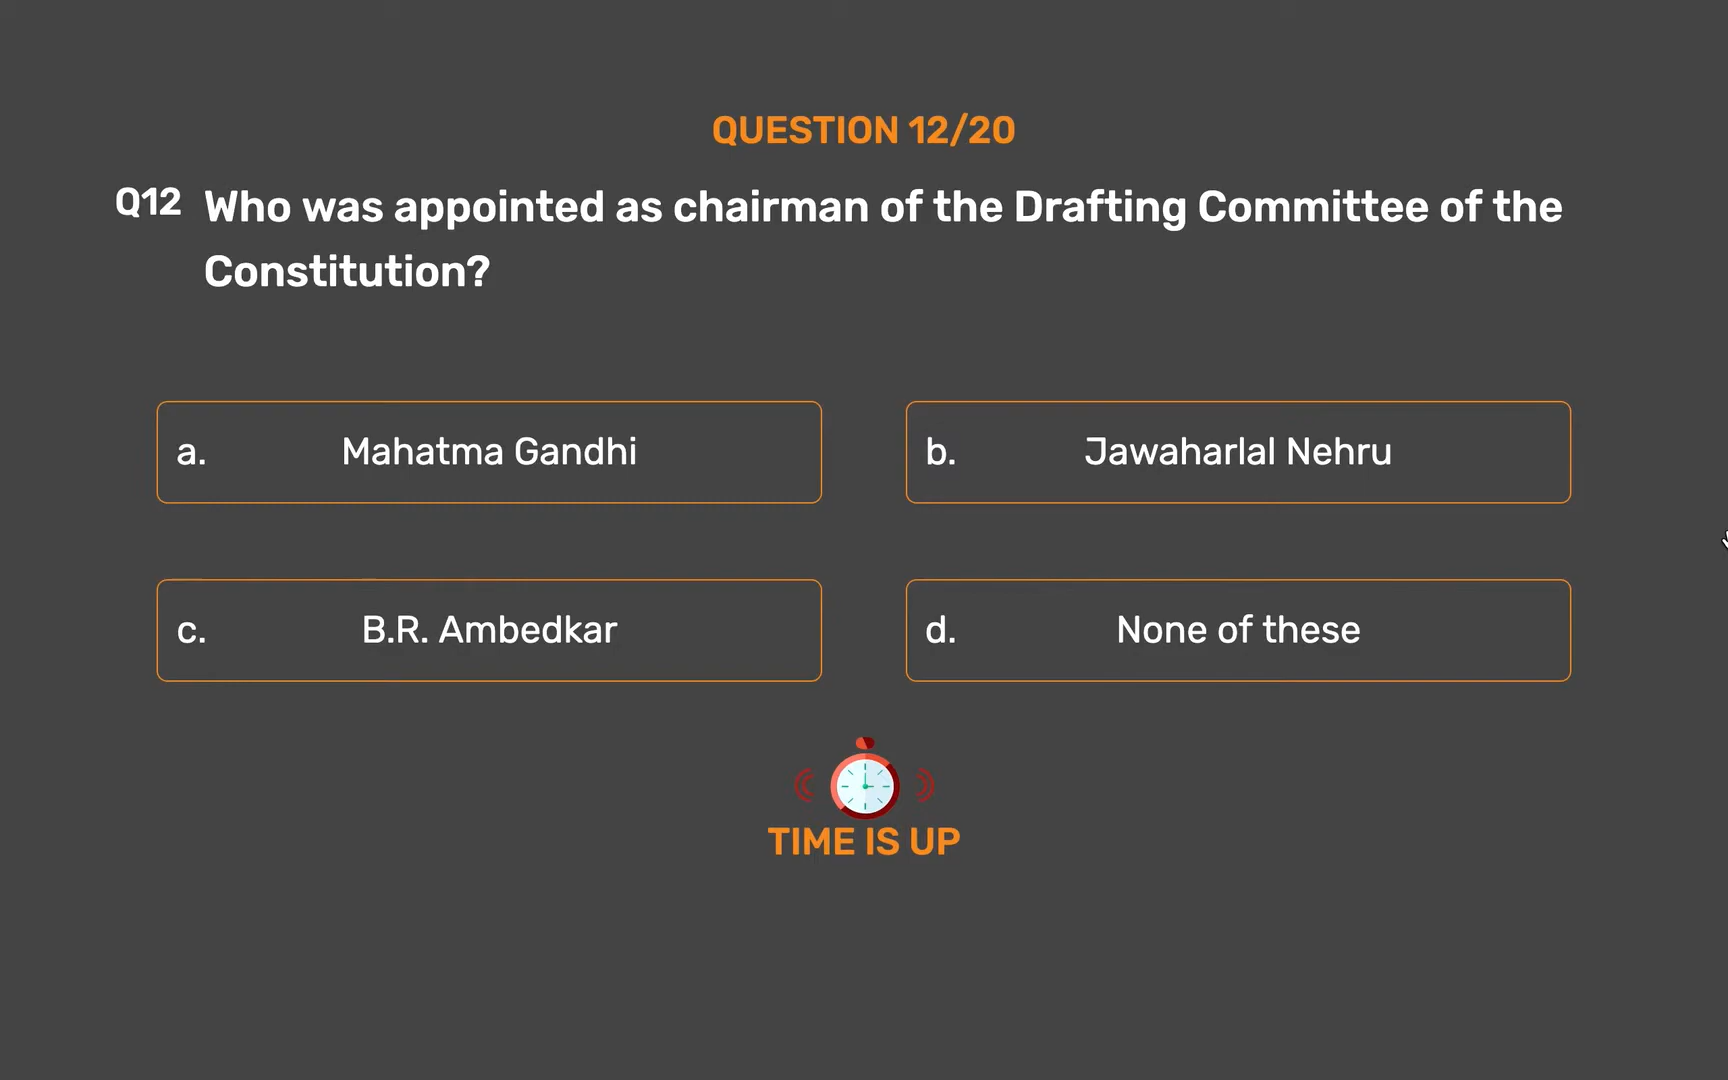 QUESTION 12/20
Q12 Who was appointed as chairman of the Drafting Committee of the
Constitution?
a. Mahatma Gandhi
b. Jawaharlal Nehru
c. B.R. Ambedkar
d. None of these
TIME IS UP